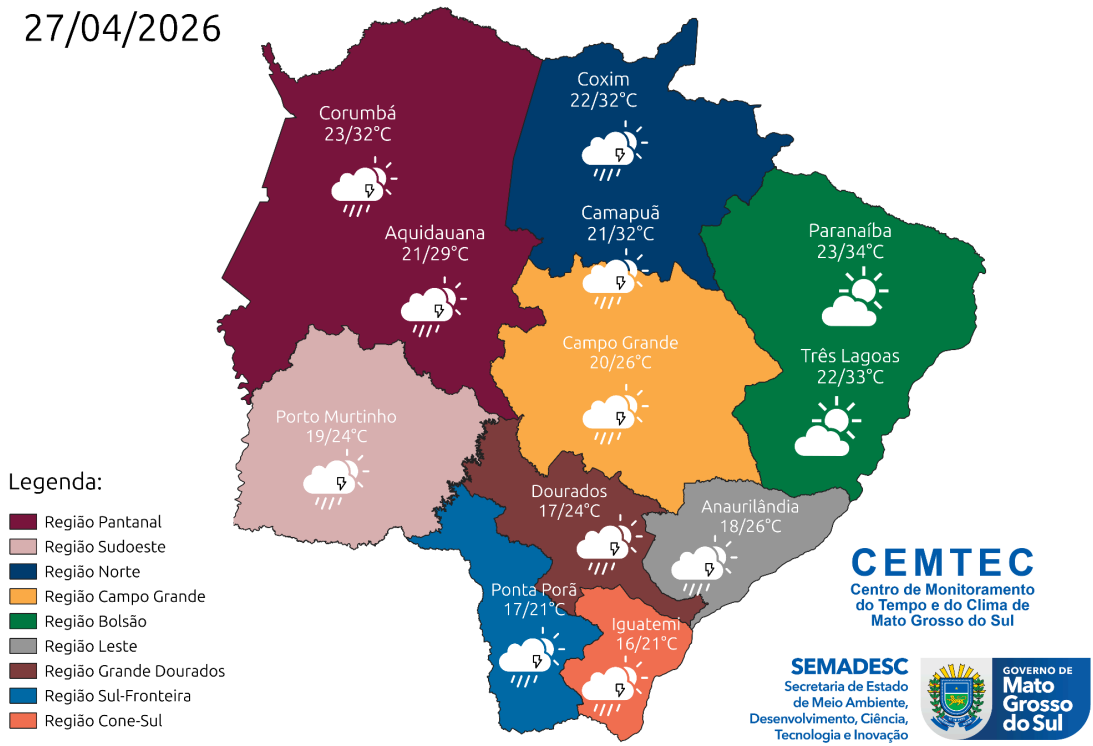 27/04/2026
Coxim
22/32°C
Corumbá
23/32°C
Camapuã
21/32°C
Aquidauana
21/29°C
Paranaíba
23/34°C
Campo Grande
20/26°C
Três Lagoas
22/33°C
Porto Murtinho
19/24°C
Dourados
17/24°C
Anaurilândia
18/26°C
Ponta Porã
17/21°C
Iguatemi
16/21°C
Legenda:
Região Pantanal
Região Sudoeste
Região Norte
Região Campo Grande
Região Bolsão
Região Leste
Região Grande Dourados
Região Sul-Fronteira
Região Cone-Sul
CEMTEC
Centro de Monitoramento
do Tempo e do Clima de
Mato Grosso do Sul
SEMADESC
Secretaria de Estado
de Meio Ambiente,
Desenvolvimento, Ciência,
Tecnologia e Inovação
GOVERNO DE
Mato
Grosso
do Sul